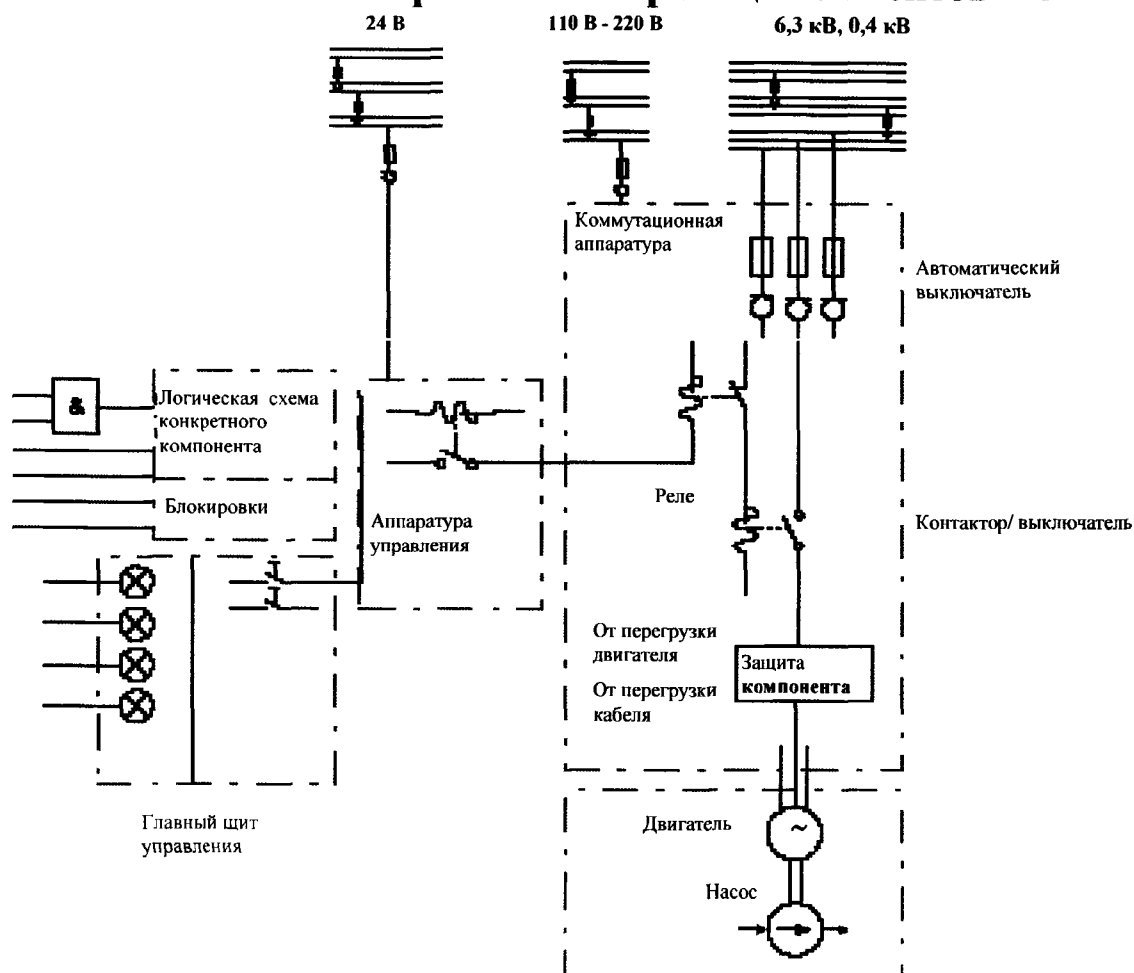 24 В
110 В - 220 В
6,3 кВ, 0,4 кВ
Коммутационная
аппаратура
Автоматический
выключатель
&
Логическая схема
конкретного
компонента
Блокировки
Аппаратура
управления
Реле
Контактор/ выключатель
От перегрузки
двигателя
От перегрузки
кабеля
Защита
компонента
Главный щит
управления
Двигатель
~
Насос